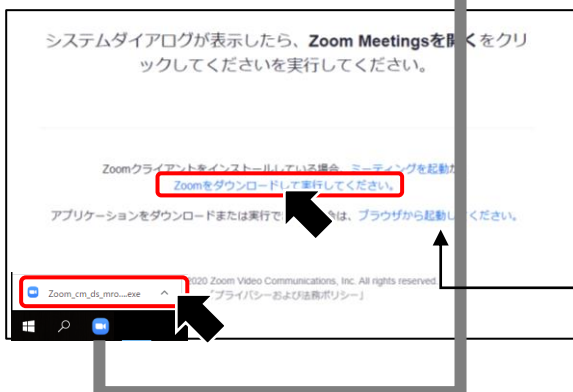 システムダイアログが表示したら、Zoom Meetingsを開くをクリ
ックしてくださいを実行してください。
Zoomクライアントをインストールしている場合、ミーティングを起動
Zoomをダウンロードして実行してください。
アプリケーションをダウンロードまたは実行で は、ブラウザから起動してください。
2020 Zoom Video Communications, Inc. All rights reserved.
「プライバシーおよび法務ポリシー」
Zoom_cm_ds_mro....exe